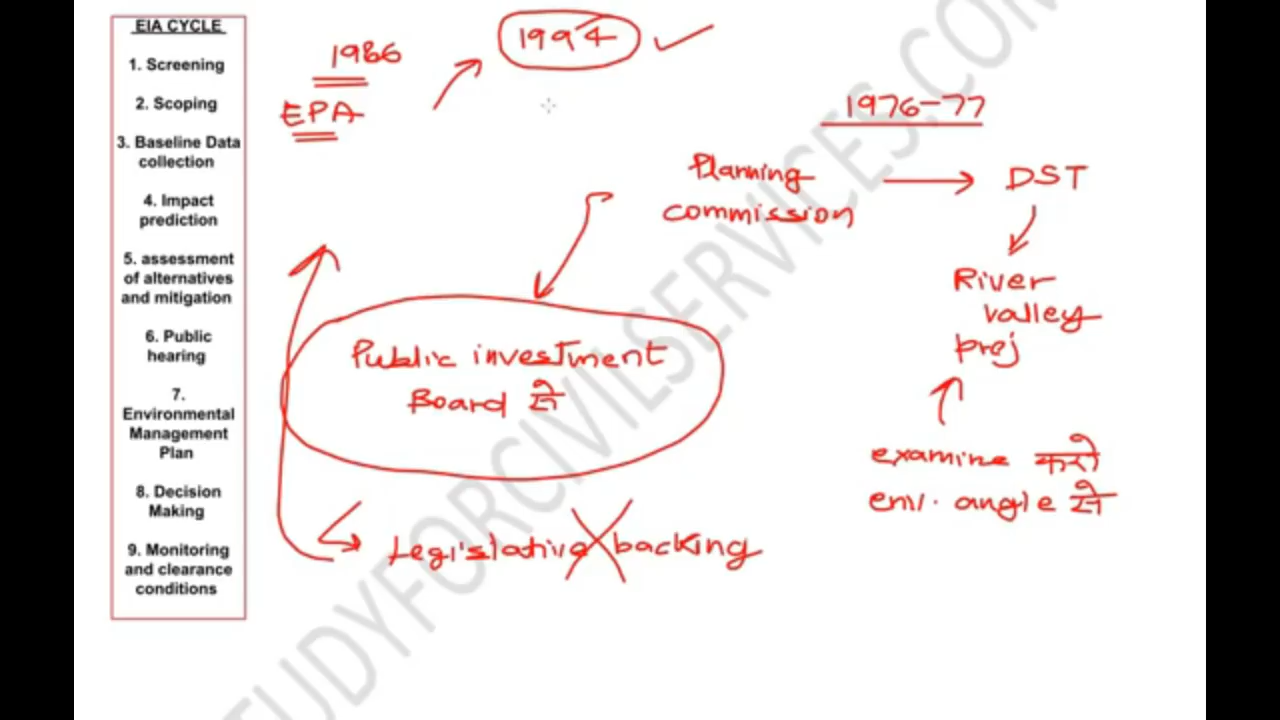 EIA CYCLE
1. Screening
2. Scoping
3. Baseline Data
collection
4. Impact
prediction
5. assessment
of alternatives
and mitigation
6. Public
hearing
7.
Environmental
Management
Plan
8. Decision
Making
9. Monitoring
and clearance
conditions
1986
EPA
1994
1976-77
Planning
commission
DST
River
valley
proj
examine करो
env. angle से
Public investment
Board से
Legislative backing
STUDYFORCIVILSERVICES.COM